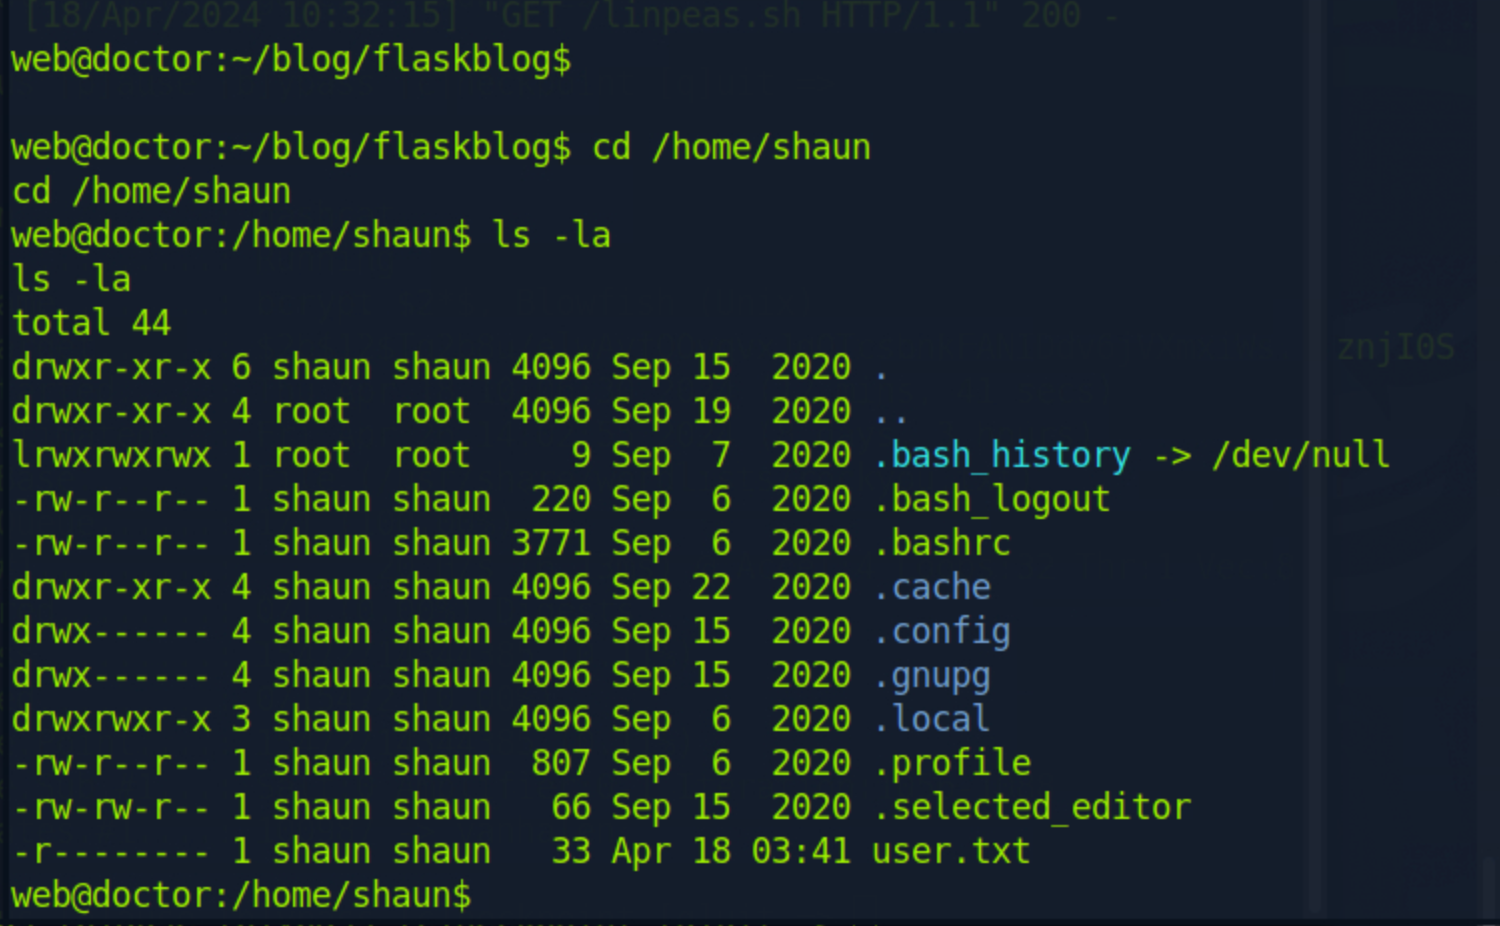 [18/Apr/2024 10:32:15] "GET /linpeas.sh HTTP/1.1" 200 -
web@doctor:~/blog/flaskblog$
web@doctor:~/blog/flaskblog$ cd /home/shaun
cd /home/shaun
web@doctor:/home/shaun$ ls -la
ls -la
total 44
znjI0S
drwxr-xr-x 6 shaun shaun 4096 Sep 15  2020 .
drwxr-xr-x 4 root  root  4096 Sep 19  2020 ..
lrwxrwxrwx 1 root  root     9 Sep  7  2020 .bash_history -> /dev/null
-rw-r--r-- 1 shaun shaun  220 Sep  6  2020 .bash_logout
-rw-r--r-- 1 shaun shaun 3771 Sep  6  2020 .bashrc
drwxr-xr-x 4 shaun shaun 4096 Sep 22  2020 .cache
drwx------ 4 shaun shaun 4096 Sep 15  2020 .config
drwx------ 4 shaun shaun 4096 Sep 15  2020 .gnupg
drwxrwxr-x 3 shaun shaun 4096 Sep  6  2020 .local
-rw-r--r-- 1 shaun shaun  807 Sep  6  2020 .profile
-rw-rw-r-- 1 shaun shaun   66 Sep 15  2020 .selected_editor
-r-------- 1 shaun shaun   33 Apr 18 03:41 user.txt
web@doctor:/home/shaun$